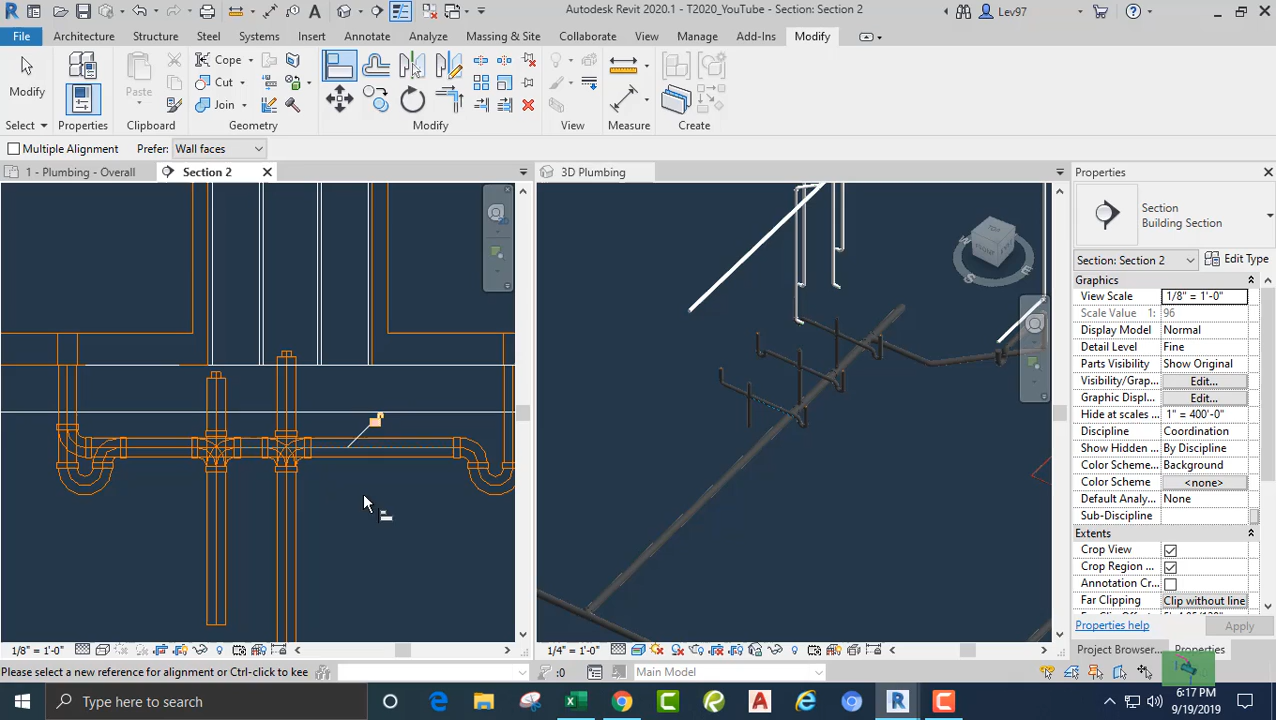 Autodesk Revit 2020.1 - T2020_YouTube - Section: Section 2
Lev97
File
Architecture
Structure
Steel
Systems
Insert
Annotate
Analyze
Massing & Site
Collaborate
View
Manage
Add-Ins
Modify
Modify
Paste
Cope
Cut
Join
Select
Properties
Clipboard
Geometry
Modify
View
Measure
Create
Multiple Alignment
Prefer:
Wall faces
1 - Plumbing - Overall
Section 2
3D Plumbing
Properties
Section
Building Section
Section: Section 2
Edit Type
Graphics
View Scale
1/8" = 1'-0"
Scale Value 1:
96
Display Model
Normal
Detail Level
Fine
Parts Visibility
Show Original
Visibility/Grap...
Edit...
Graphic Displ...
Edit...
Hide at scales ...
1" = 400'-0"
Discipline
Coordination
Show Hidden ...
By Discipline
Color Scheme...
Background
Color Scheme
<none>
Default Analy...
None
Sub-Discipline
Extents
Crop View
Crop Region ...
Annotation Cr...
Far Clipping
Clip without line
Properties help
Apply
Project Browser...
Properties
TOP
1/8" = 1'-0"
1/4" = 1'-0"
Please select a new reference for alignment or Ctrl-click to kee
:0
Main Model
Type here to search
6:17 PM
9/19/2019